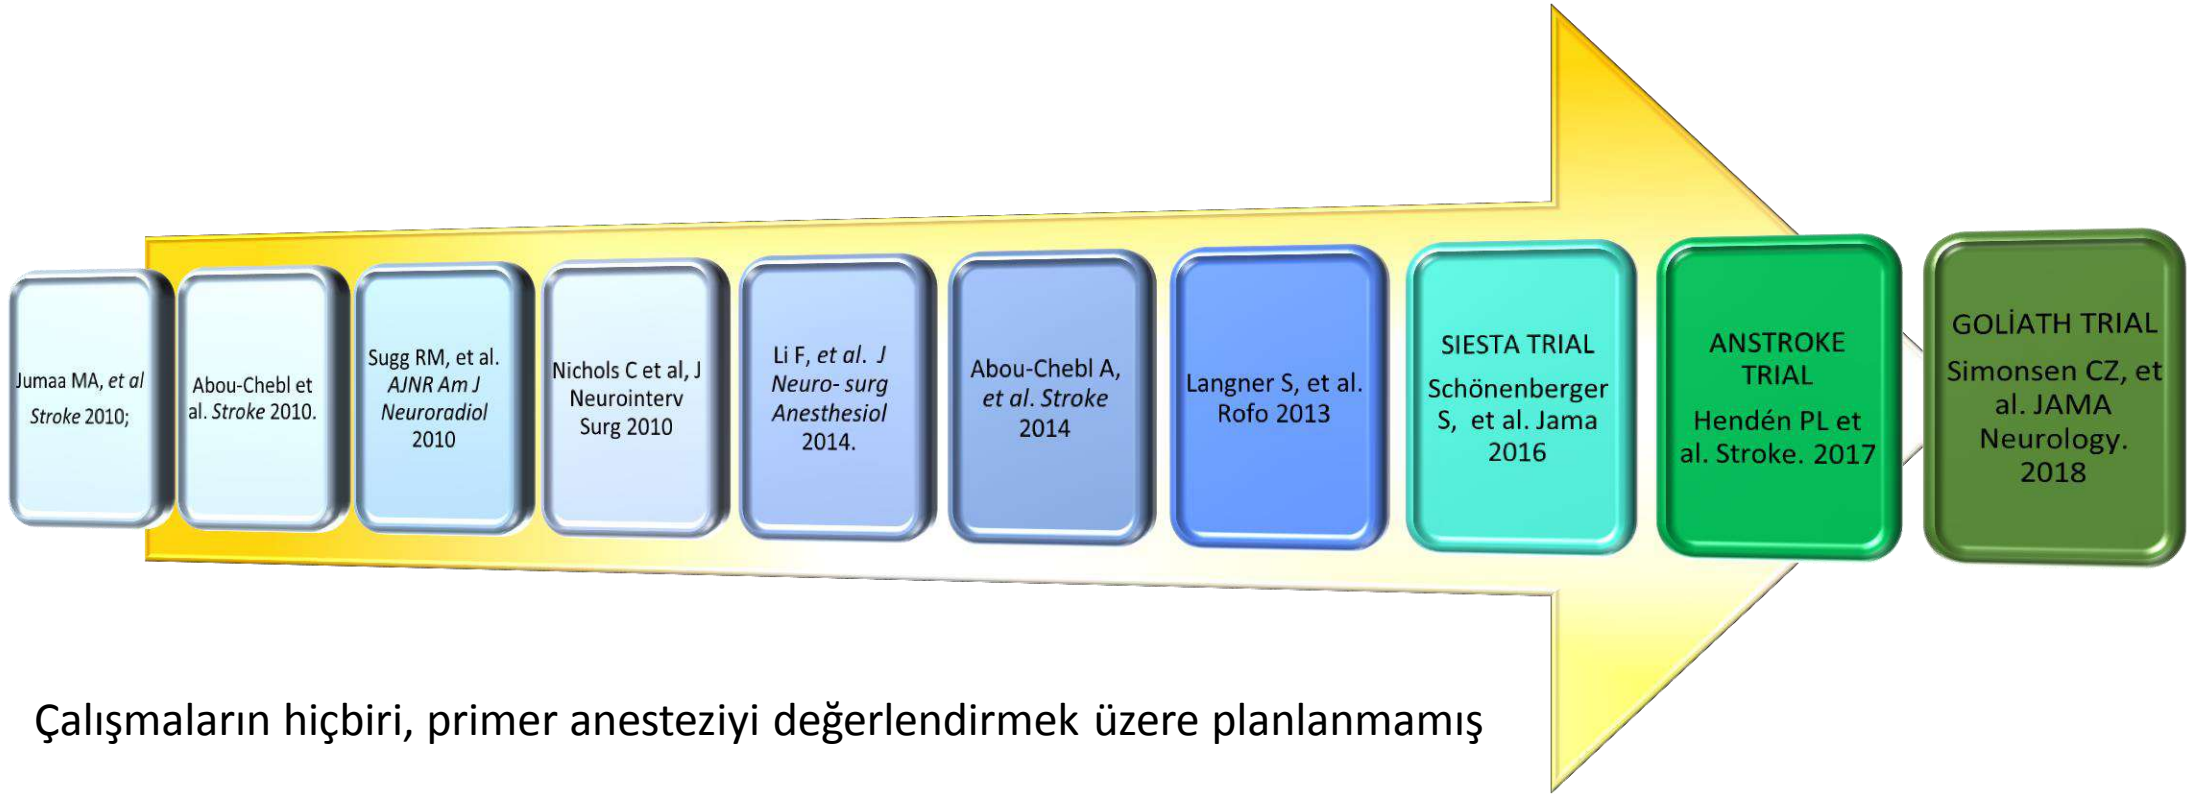 Jumaa MA, et al
Stroke 2010;
Abou-Chebl et
al. Stroke 2010.
Sugg RM, et al.
AJNR Am J
Neuroradiol
2010
Nichols C et al, J
Neurointerv
Surg 2010
Li F, et al. J
Neuro- surg
Anesthesiol
2014.
Abou-Chebl A,
et al. Stroke
2014
Langner S, et al.
Rofo 2013
SIESTA TRIAL
Schönenberger
S, et al. Jama
2016
ANSTROKE
TRIAL
Hendén PL et
al. Stroke. 2017
GOLİATH TRIAL
Simonsen CZ, et
al. JAMA
Neurology.
2018
Çalışmaların hiçbiri, primer anesteziyi değerlendirmek üzere planlanmamış